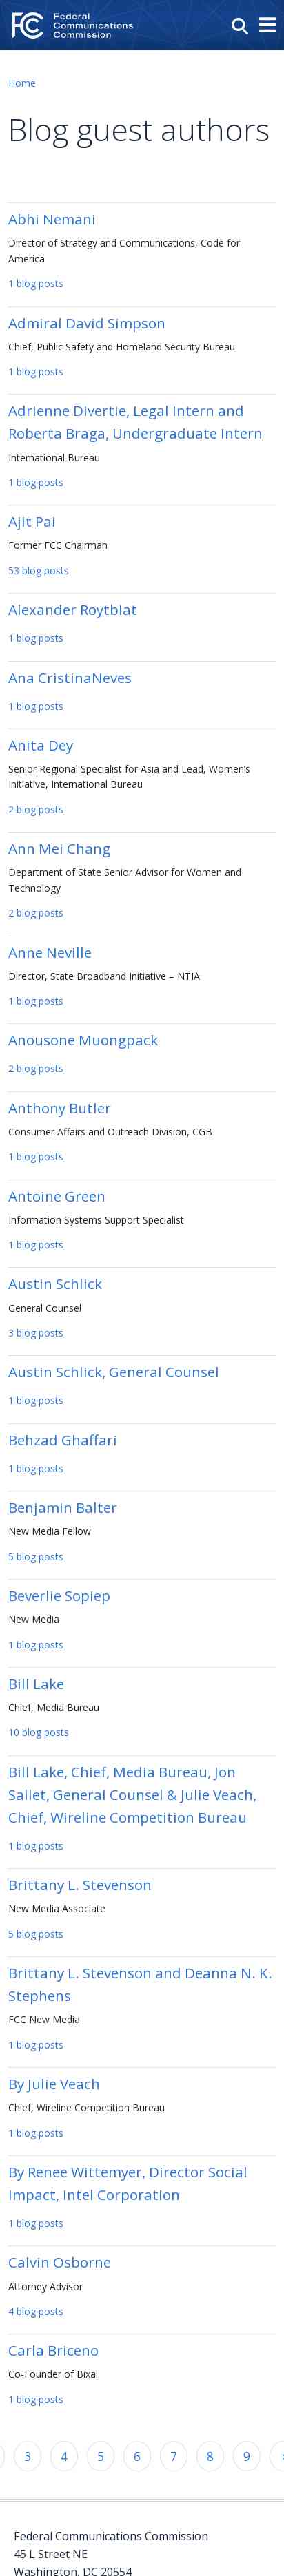 FC
Federal
Communications
Commission
Home
Blog guest authors
Abhi Nemani
Director of Strategy and Communications, Code for
America
1 blog posts
Admiral David Simpson
Chief, Public Safety and Homeland Security Bureau
1 blog posts
Adrienne Divertie, Legal Intern and
Roberta Braga, Undergraduate Intern
International Bureau
1 blog posts
Ajit Pai
Former FCC Chairman
53 blog posts
Alexander Roytblat
1 blog posts
Ana CristinaNeves
1 blog posts
Anita Dey
Senior Regional Specialist for Asia and Lead, Women’s
Initiative, International Bureau
2 blog posts
Ann Mei Chang
Department of State Senior Advisor for Women and
Technology
2 blog posts
Anne Neville
Director, State Broadband Initiative – NTIA
1 blog posts
Anousone Muongpack
2 blog posts
Anthony Butler
Consumer Affairs and Outreach Division, CGB
1 blog posts
Antoine Green
Information Systems Support Specialist
1 blog posts
Austin Schlick
General Counsel
3 blog posts
Austin Schlick, General Counsel
1 blog posts
Behzad Ghaffari
1 blog posts
Benjamin Balter
New Media Fellow
5 blog posts
Beverlie Sopiep
New Media
1 blog posts
Bill Lake
Chief, Media Bureau
10 blog posts
Bill Lake, Chief, Media Bureau, Jon
Sallet, General Counsel & Julie Veach,
Chief, Wireline Competition Bureau
1 blog posts
Brittany L. Stevenson
New Media Associate
5 blog posts
Brittany L. Stevenson and Deanna N. K.
Stephens
FCC New Media
1 blog posts
By Julie Veach
Chief, Wireline Competition Bureau
1 blog posts
By Renee Wittemyer, Director Social
Impact, Intel Corporation
1 blog posts
Calvin Osborne
Attorney Advisor
4 blog posts
Carla Briceno
Co-Founder of Bixal
1 blog posts
3 4 5 6 7 8 9
Federal Communications Commission
45 L Street NE
Washington, DC 20554